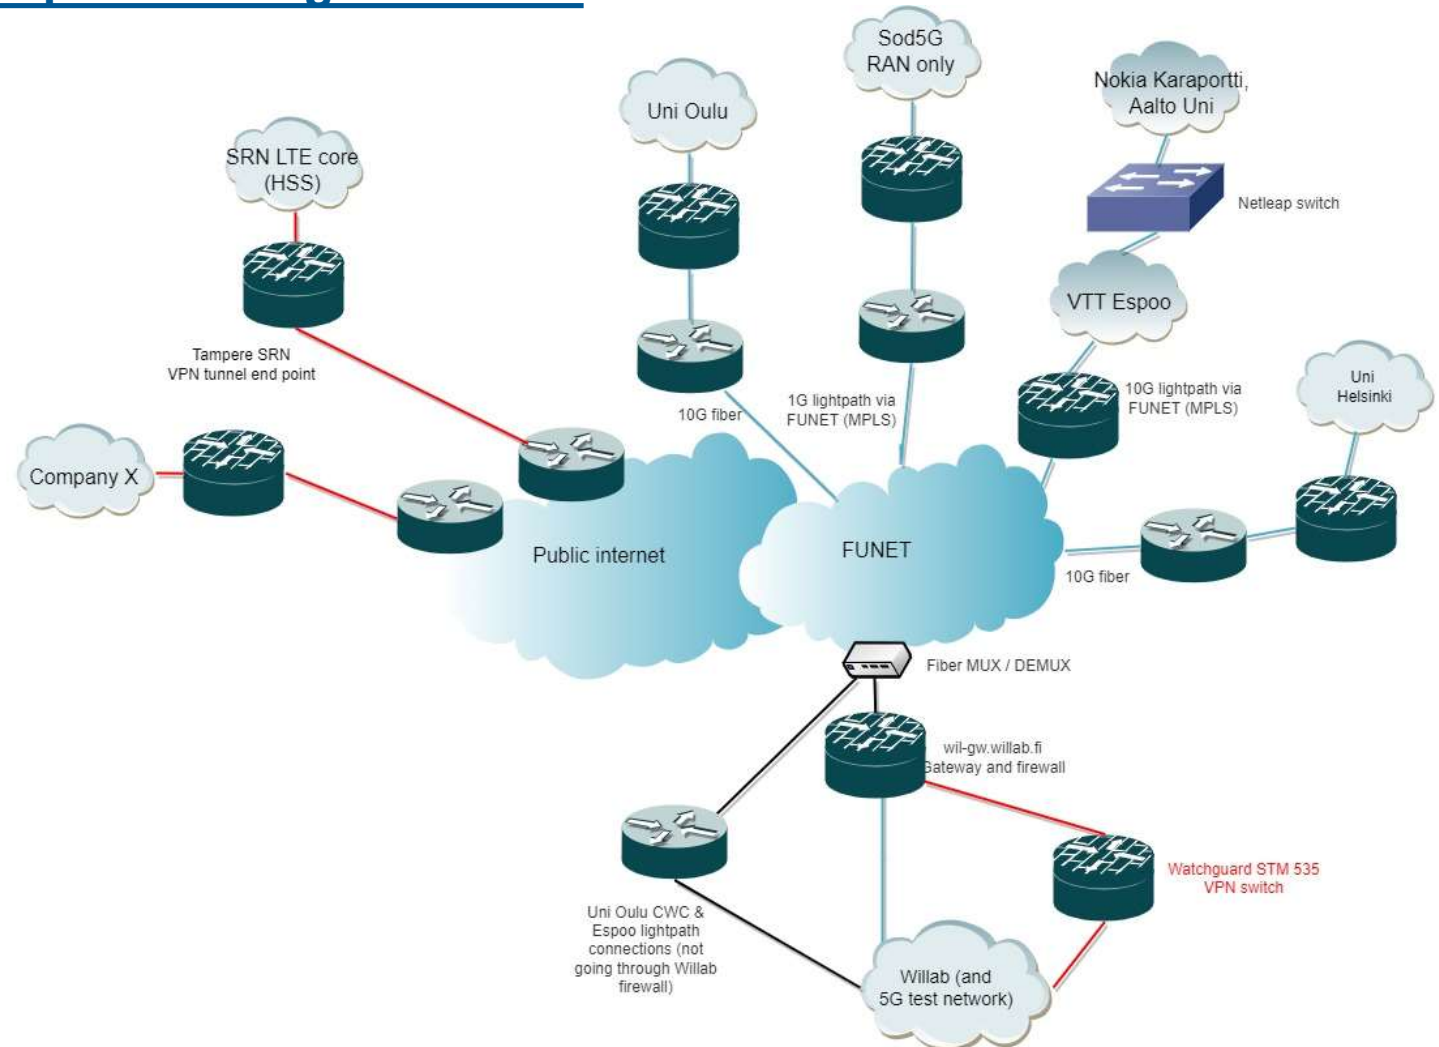 Sod5G
RAN only
Nokia Karaportti,
Aalto Uni
Uni Oulu
SRN LTE core
(HSS)
Netleap switch
VTT Espoo
Tampere SRN
VPN tunnel end point
Uni
Helsinki
10G fiber
1G lightpath via
FUNET (MPLS)
10G lightpath via
FUNET (MPLS)
Company X
Public internet
FUNET
10G fiber
Fiber MUX / DEMUX
wil-gw.willab.fi
Gateway and firewall
Watchguard STM 535
VPN switch
Uni Oulu CWC &
Espoo lightpath
connections (not
going through Willab
firewall)
Willab (and
5G test network)